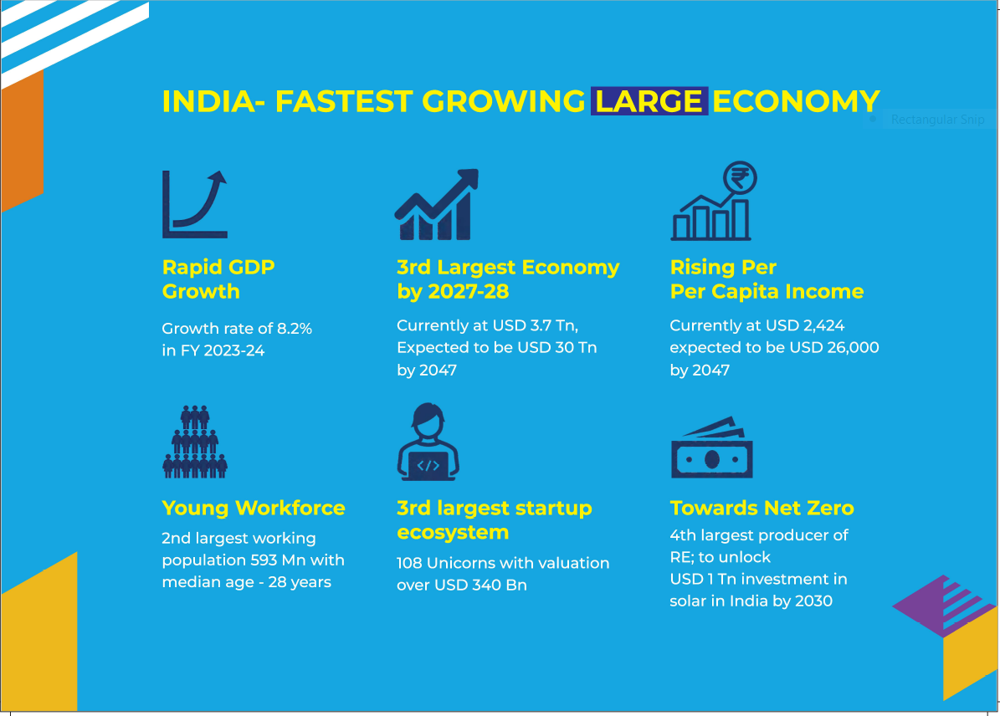 INDIA- FASTEST GROWING LARGE ECONOMY
Rectangular Snip
₹
Rapid GDP
Growth
Growth rate of 8.2%
in FY 2023-24
3rd Largest Economy
by 2027-28
Currently at USD 3.7 Tn,
Expected to be USD 30 Tn
by 2047
Rising Per
Per Capita Income
Currently at USD 2,424
expected to be USD 26,000
by 2047
</>
Young Workforce
2nd largest working
population 593 Mn with
median age - 28 years
3rd largest startup
ecosystem
108 Unicorns with valuation
over USD 340 Bn
Towards Net Zero
4th largest producer of
RE; to unlock
USD 1 Tn investment in
solar in India by 2030